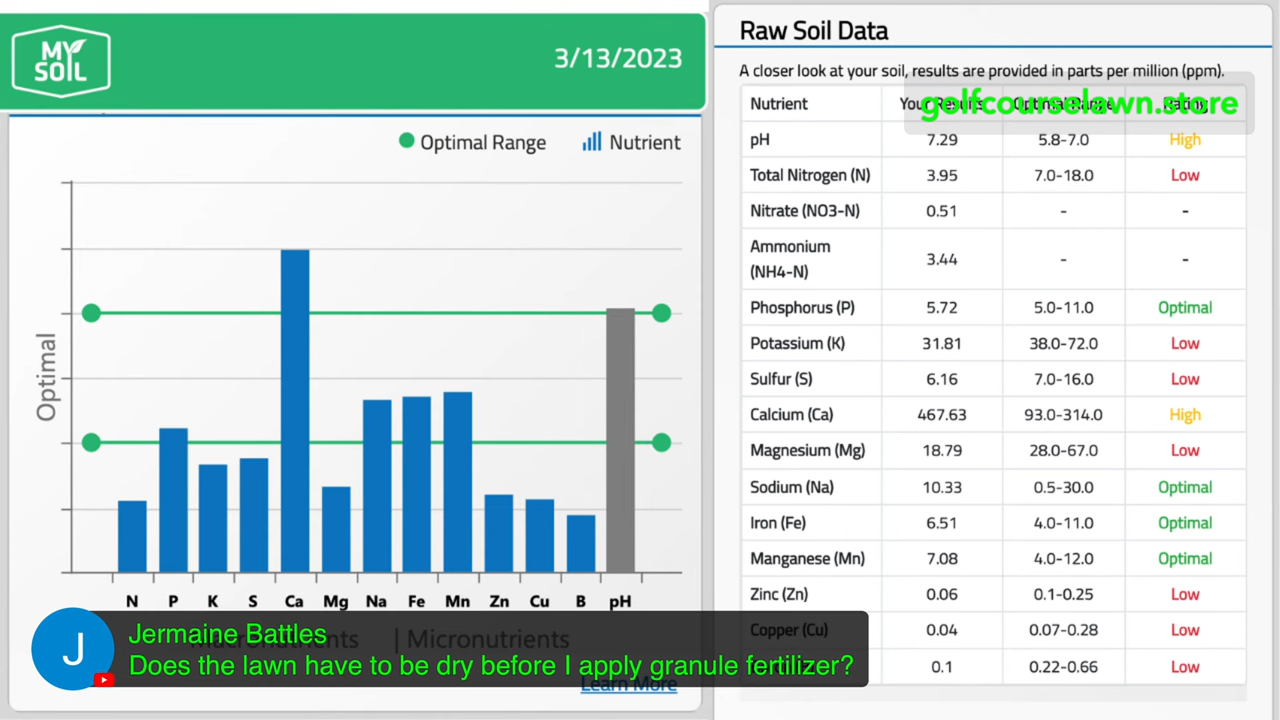 MY
SOIL
3/13/2023
Optimal Range
Nutrient
Optimal
N P K S Ca Mg Na Fe Mn Zn Cu B pH
Macronutrients | Micronutrients
Learn More
Raw Soil Data
A closer look at your soil, results are provided in parts per million (ppm).
golfcourselawn.store
Nutrient Your Results Optimal Range Rating
pH 7.29 5.8-7.0 High
Total Nitrogen (N) 3.95 7.0-18.0 Low
Nitrate (NO3-N) 0.51 - -
Ammonium
(NH4-N) 3.44 - -
Phosphorus (P) 5.72 5.0-11.0 Optimal
Potassium (K) 31.81 38.0-72.0 Low
Sulfur (S) 6.16 7.0-16.0 Low
Calcium (Ca) 467.63 93.0-314.0 High
Magnesium (Mg) 18.79 28.0-67.0 Low
Sodium (Na) 10.33 0.5-30.0 Optimal
Iron (Fe) 6.51 4.0-11.0 Optimal
Manganese (Mn) 7.08 4.0-12.0 Optimal
Zinc (Zn) 0.06 0.1-0.25 Low
Copper (Cu) 0.04 0.07-0.28 Low
0.1 0.22-0.66 Low
J
Jermaine Battles
Does the lawn have to be dry before I apply granule fertilizer?